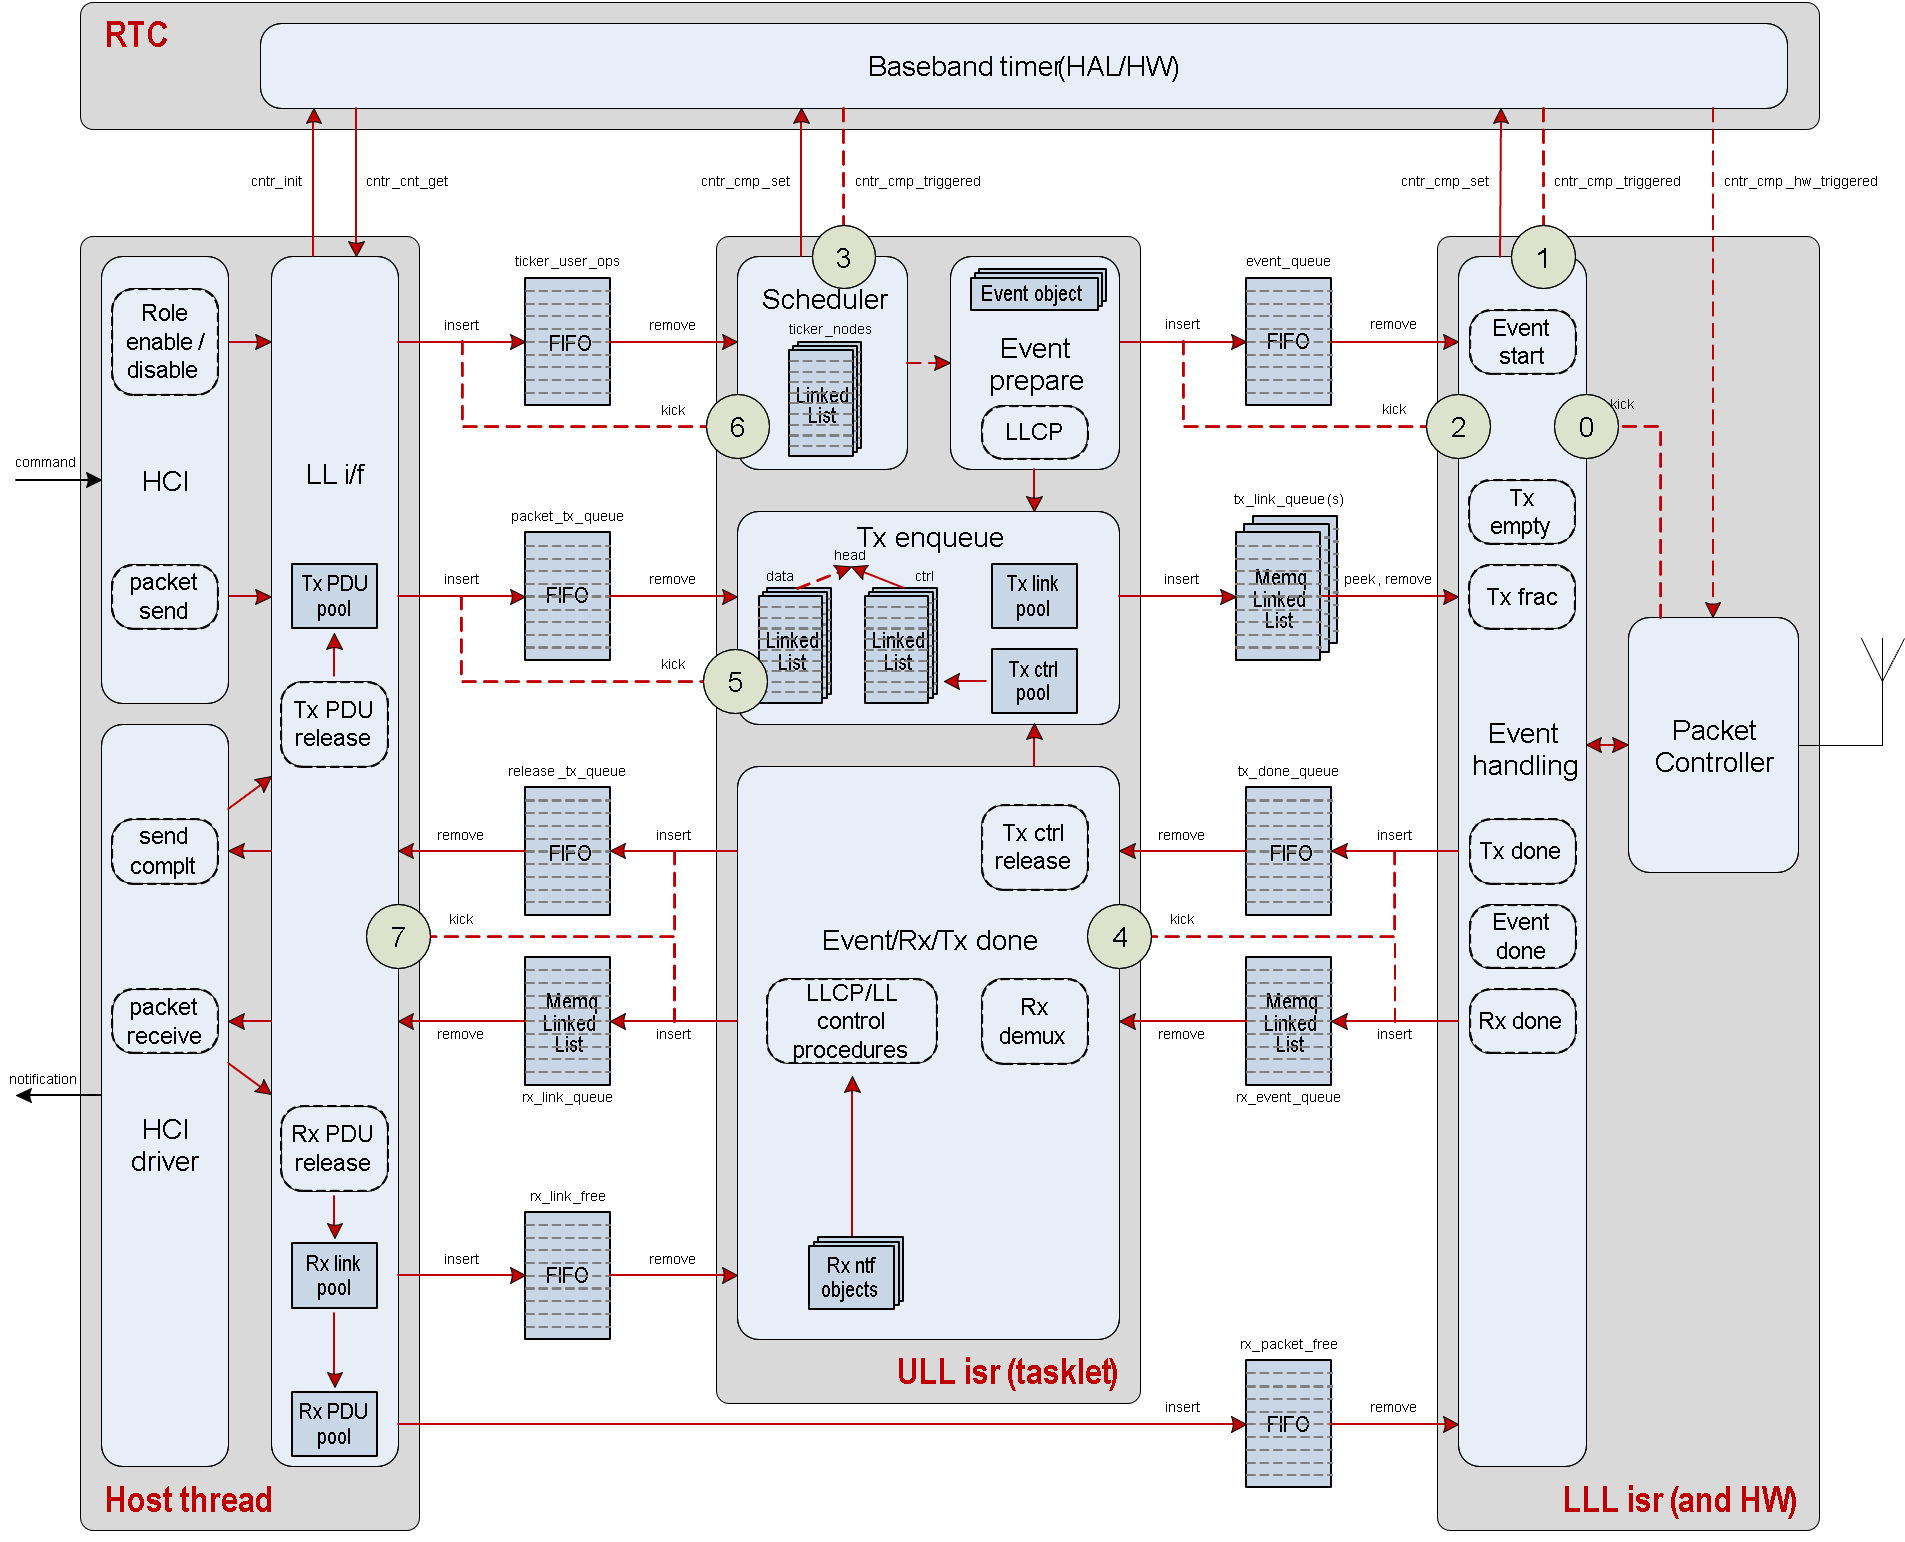 RTC
Baseband timer(HAL/HW)
cntr_init
cntr_cnt_get
cntr_cmp_set
cntr_cmp_triggered
cntr_cmp_set
cntr_cmp_triggered
cntr_cmp_hw_triggered
3
1
ticker_user_ops
event_queue
Role
enable /
disable
Scheduler
Event object
ticker_nodes
insert
FIFO
remove
Event
prepare
insert
FIFO
remove
Event
start
Linked
List
kick
6
LLCP
kick
2
0
kick
command
HCI
LL i/f
packet_tx_queue
tx_link_queue(s)
Tx
empty
Tx enqueue
head
data
ctrl
packet
send
Tx PDU
pool
insert
FIFO
remove
Tx link
pool
insert
Memq
Linked
List
peek, remove
Tx frac
Linked
List
Linked
List
kick
5
Tx ctrl
pool
Tx PDU
release
Event
handling
Packet
Controller
release_tx_queue
tx_done_queue
send
complt
remove
FIFO
insert
Tx ctrl
release
remove
FIFO
insert
Tx done
7
kick
Event/Rx/Tx done
4
kick
Event
done
packet
receive
remove
Memq
Linked
List
insert
LLCP/LL
control
procedures
Rx
demux
remove
Memq
Linked
List
insert
Rx done
rx_link_queue
rx_event_queue
notification
HCI
driver
Rx PDU
release
rx_link_free
Rx link
pool
insert
FIFO
remove
Rx ntf
objects
ULL isr (tasklet)
rx_packet_free
Rx PDU
pool
insert
FIFO
remove
Host thread
LLL isr (and HW)